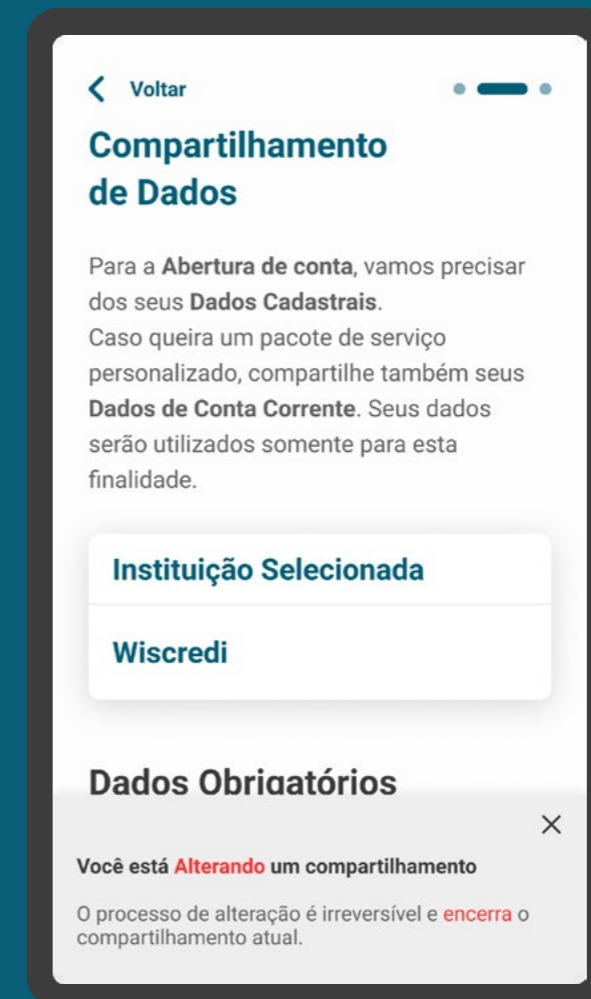 Voltar
Compartilhamento
de Dados
Para a Abertura de conta, vamos precisar
dos seus Dados Cadastrais.
Caso queira um pacote de serviço
personalizado, compartilhe também seus
Dados de Conta Corrente. Seus dados
serão utilizados somente para esta
finalidade.
Instituição Selecionada
Wiscredi
Dados Obrigatórios
Você está Alterando um compartilhamento
O processo de alteração é irreversível e encerra o
compartilhamento atual.